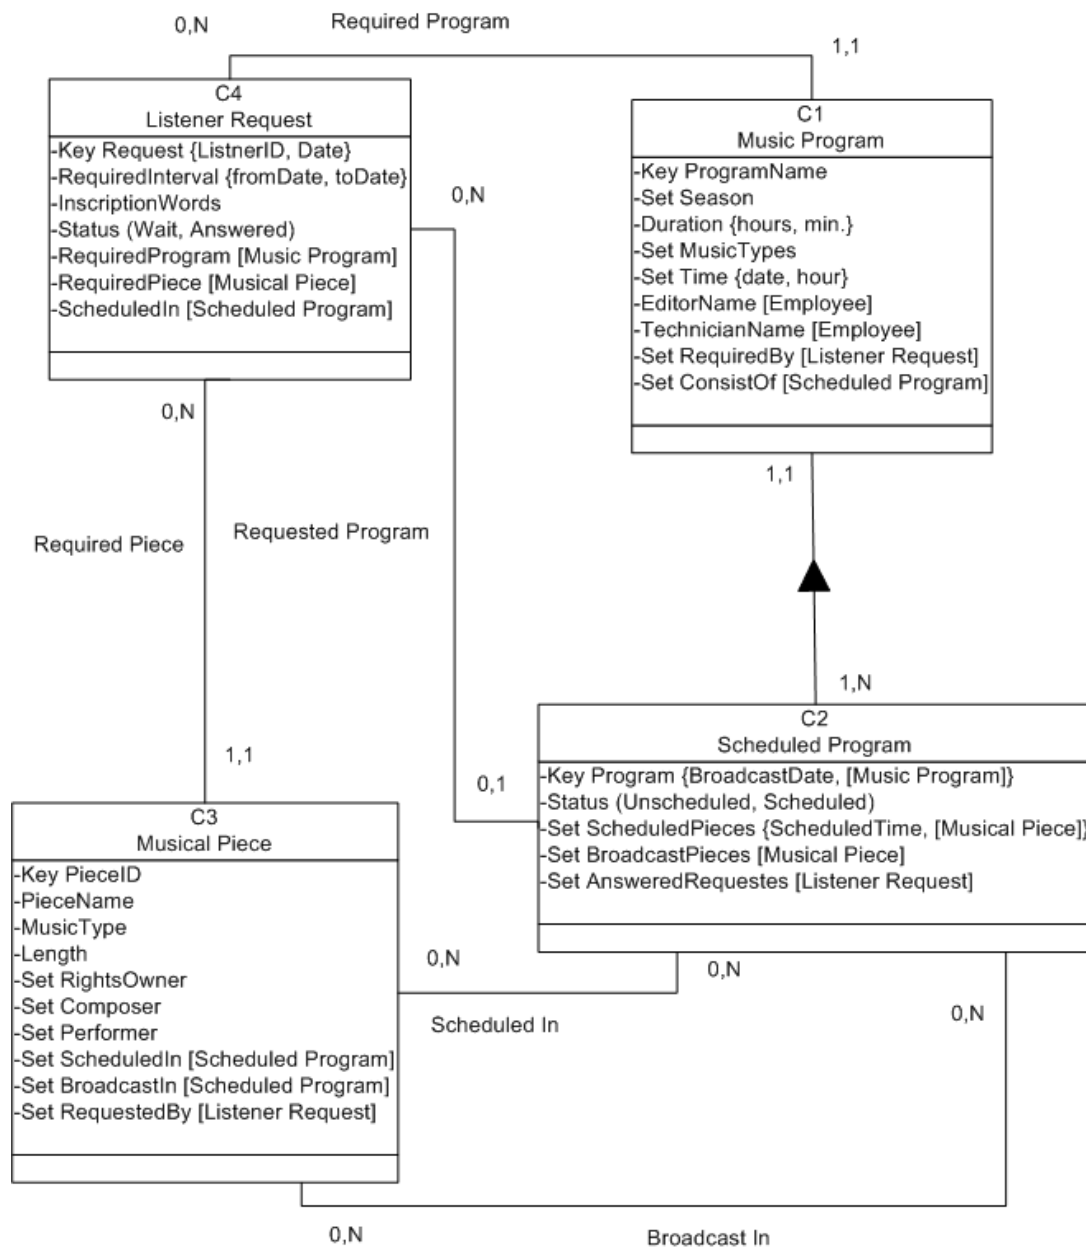 0,N
Required Program
1,1
C4
Listener Request
-Key Request {ListnerID, Date}
-RequiredInterval {fromDate, toDate}
-InscriptionWords
-Status (Wait, Answered)
-RequiredProgram [Music Program]
-RequiredPiece [Musical Piece]
-ScheduledIn [Scheduled Program]
C1
Music Program
-Key ProgramName
-Set Season
-Duration {hours, min.}
-Set MusicTypes
-Set Time {date, hour}
-EditorName [Employee]
-TechnicianName [Employee]
-Set RequiredBy [Listener Request]
-Set ConsistOf [Scheduled Program]
0,N
0,N
1,1
Required Piece
Requested Program
1,N
1,1
0,1
C2
Scheduled Program
-Key Program {BroadcastDate, [Music Program]}
-Status (Unscheduled, Scheduled)
-Set ScheduledPieces {ScheduledTime, [Musical Piece]}
-Set BroadcastPieces [Musical Piece]
-Set AnsweredRequestes [Listener Request]
C3
Musical Piece
-Key PieceID
-PieceName
-MusicType
-Length
-Set RightsOwner
-Set Composer
-Set Performer
-Set ScheduledIn [Scheduled Program]
-Set BroadcastIn [Scheduled Program]
-Set RequestedBy [Listener Request]
0,N
0,N
Scheduled In
0,N
0,N
Broadcast In